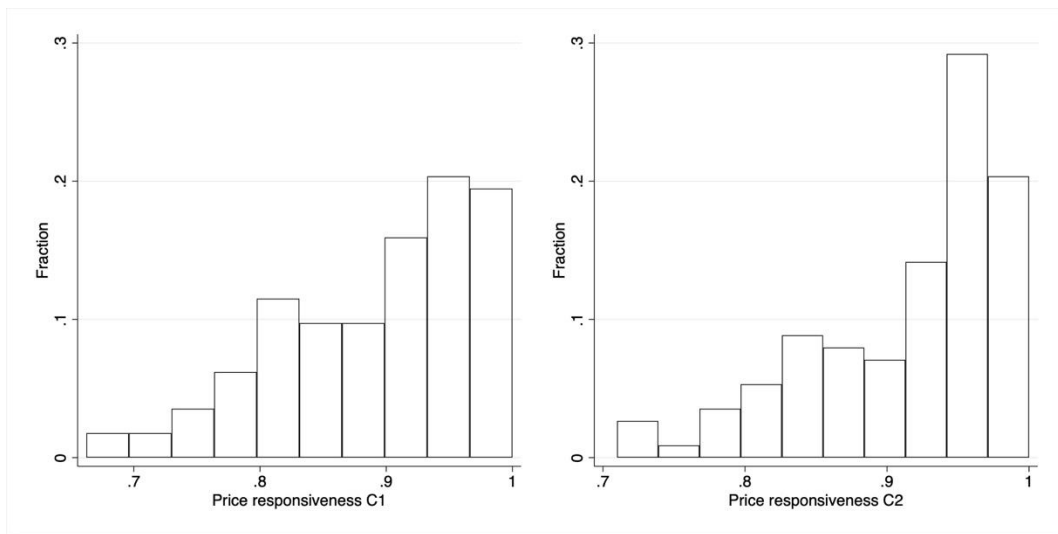 .3
.2
.1
0
Fraction
.7 .8 .9 1
Price responsiveness C1
.3
.2
.1
0
Fraction
.7 .8 .9 1
Price responsiveness C2